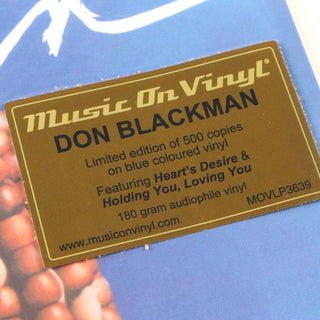 Music On Vinyl®
DON BLACKMAN
Limited edition of 500 copies
on blue coloured vinyl
Featuring Heart's Desire &
Holding You, Loving You
180 gram audiophile vinyl
www.musiconvinyl.com
MOVLP3639